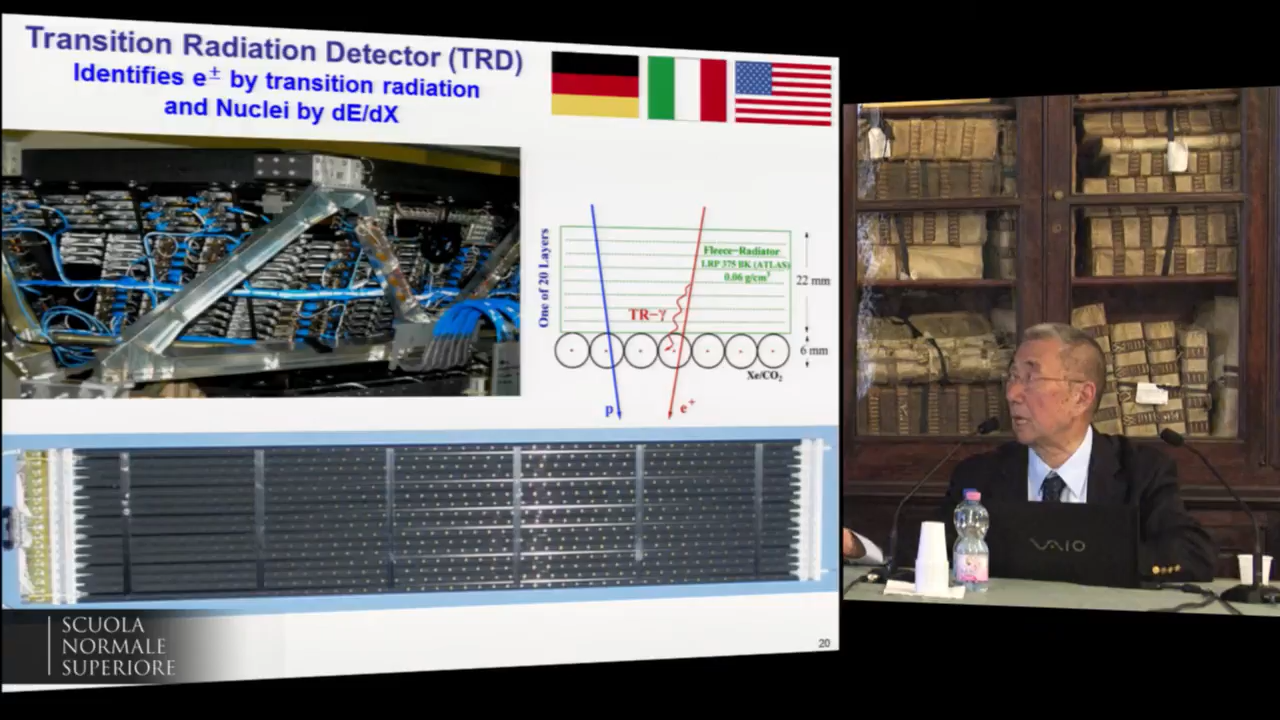 Transition Radiation Detector (TRD)
Identifies e± by transition radiation
and Nuclei by dE/dX
One of 20 Layers
Fleece-Radiator
LRP 375 BK (ATLAS)
0.06 g/cm³
22 mm
TR-γ
6 mm
Xe/CO₂
p
e⁺
20
SCUOLA
NORMALE
SUPERIORE
VAIO